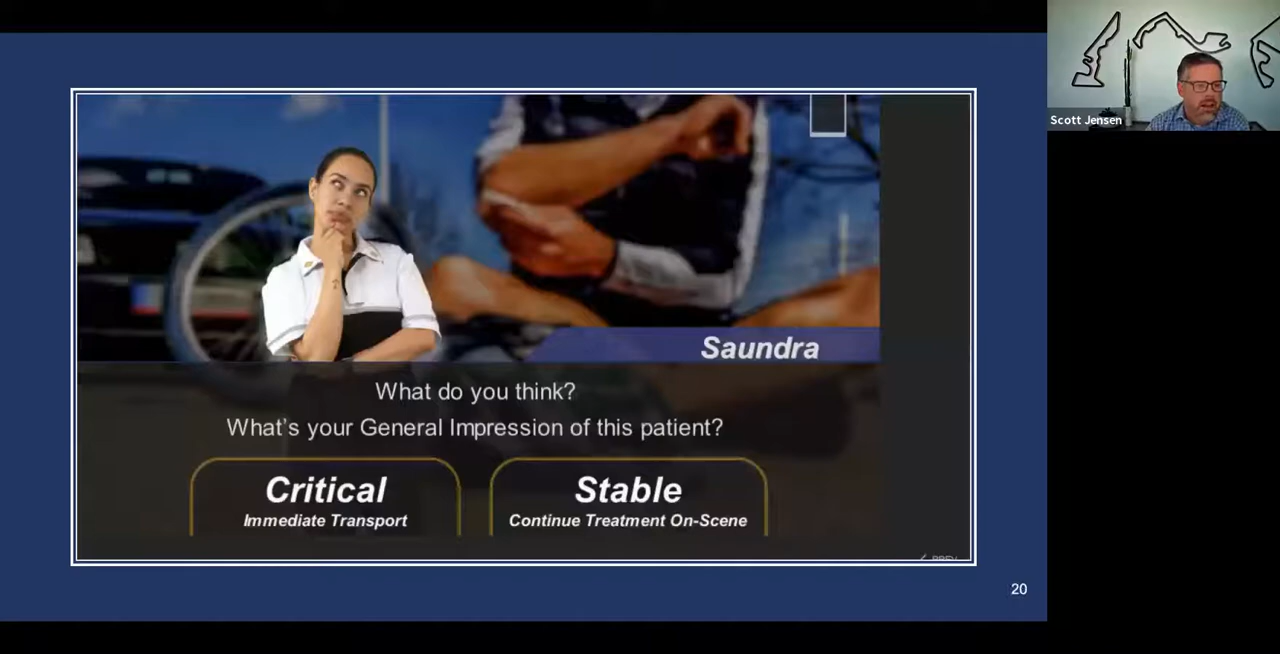 Scott Jensen
Saundra
What do you think?
What's your General Impression of this patient?
Critical
Immediate Transport
Stable
Continue Treatment On-Scene
20